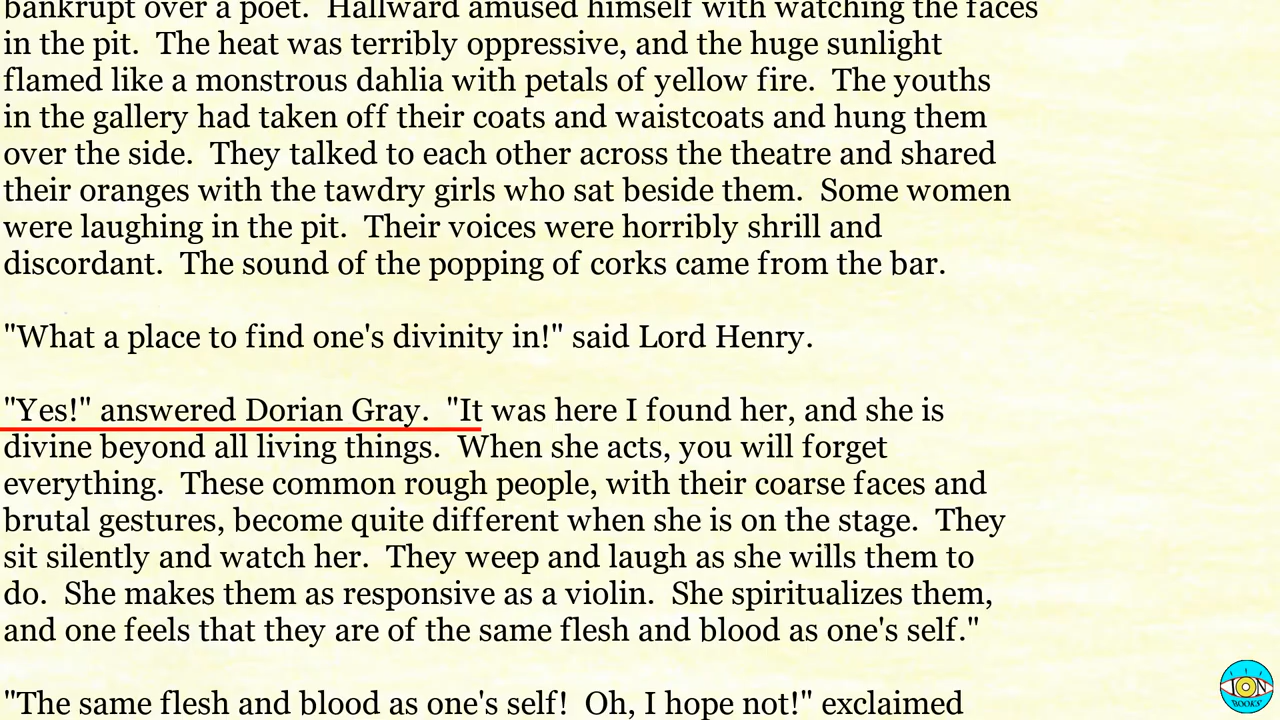 bankrupt over a poet.  Hallward amused himself with watching the faces
in the pit.  The heat was terribly oppressive, and the huge sunlight
flamed like a monstrous dahlia with petals of yellow fire.  The youths
in the gallery had taken off their coats and waistcoats and hung them
over the side.  They talked to each other across the theatre and shared
their oranges with the tawdry girls who sat beside them.  Some women
were laughing in the pit.  Their voices were horribly shrill and
discordant.  The sound of the popping of corks came from the bar.
"What a place to find one's divinity in!" said Lord Henry.
"Yes!" answered Dorian Gray.  "It was here I found her, and she is
divine beyond all living things.  When she acts, you will forget
everything.  These common rough people, with their coarse faces and
brutal gestures, become quite different when she is on the stage.  They
sit silently and watch her.  They weep and laugh as she wills them to
do.  She makes them as responsive as a violin.  She spiritualizes them,
and one feels that they are of the same flesh and blood as one's self."
"The same flesh and blood as one's self!  Oh, I hope not!" exclaimed
ION
BOOKS